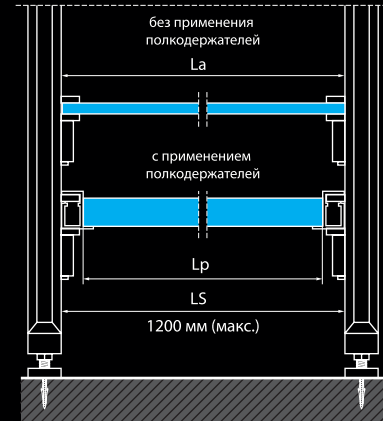 без применения
полкодержателей
La
с применением
полкодержателей
Lp
LS
1200 мм (макс.)